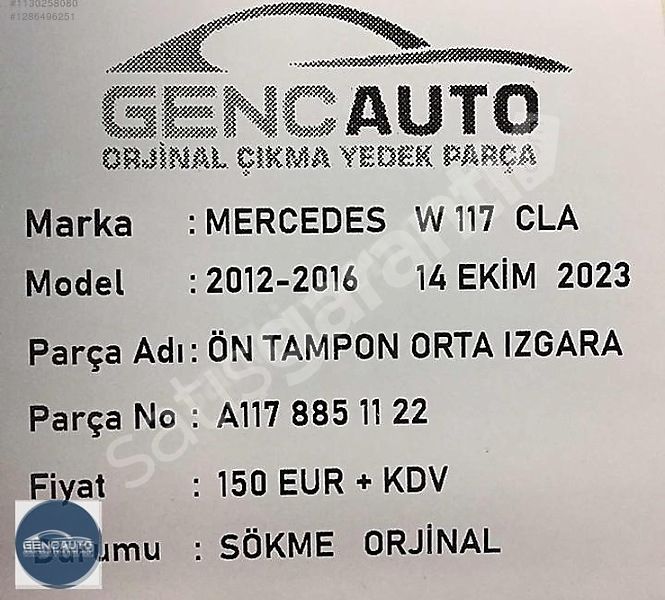 #1130258080
#1286496251
GENCAUTO
ORJİNAL ÇIKMA YEDEK PARÇA
Marka : MERCEDES W 117 CLA
Model : 2012-2016 14 EKİM 2023
Parça Adı : ÖN TAMPON ORTA IZGARA
Parça No : A117 885 11 22
Fiyat : 150 EUR + KDV
Durumu : SÖKME ORJİNAL
GENCAUTO
satışgaranti